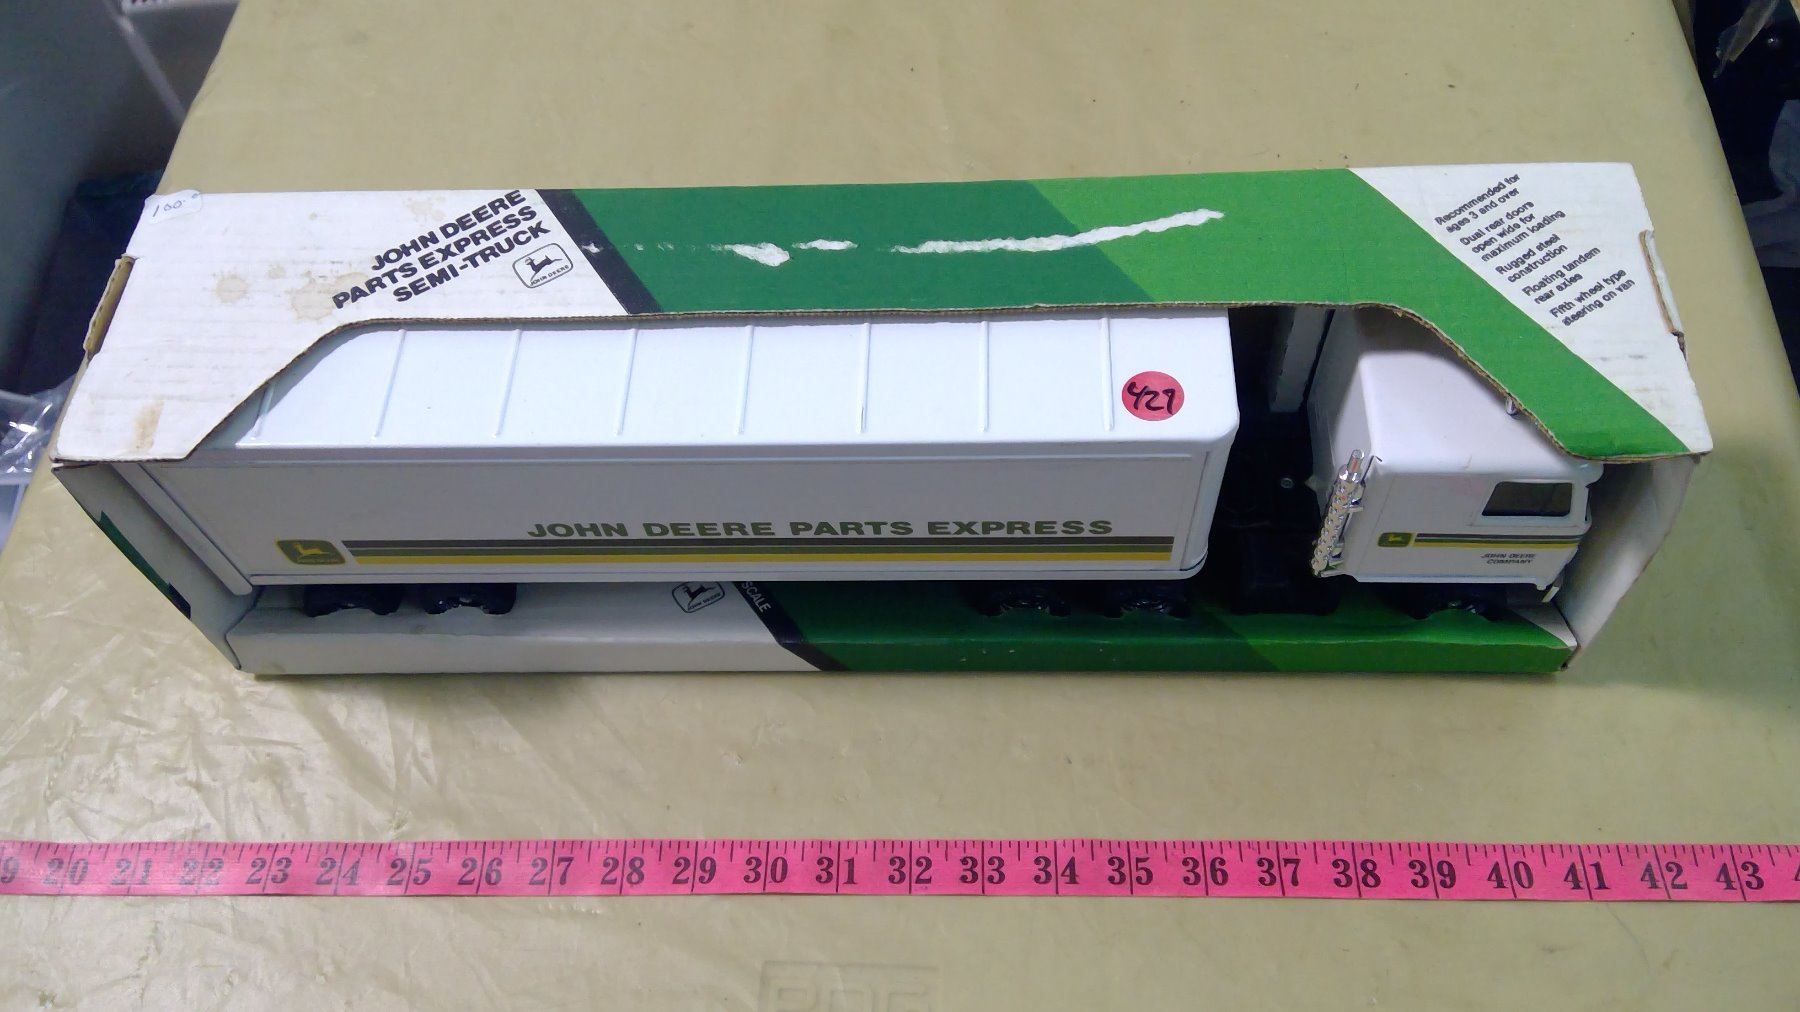 100.
JOHN DEERE
PARTS EXPRESS
SEMI-TRUCK
JOHN DEERE
Recommended for
ages 3 and over
Dual rear doors
open wide for
maximum loading
Rugged steel
construction
Floating tandem
rear axles
Fifth wheel type
steering on van
427
JOHN DEERE PARTS EXPRESS
JOHN DEERE
COMPANY
SCALE
20 21 22 23 24 25 26 27 28 29 30 31 32 33 34 35 36 37 38 39 40 41 42 43